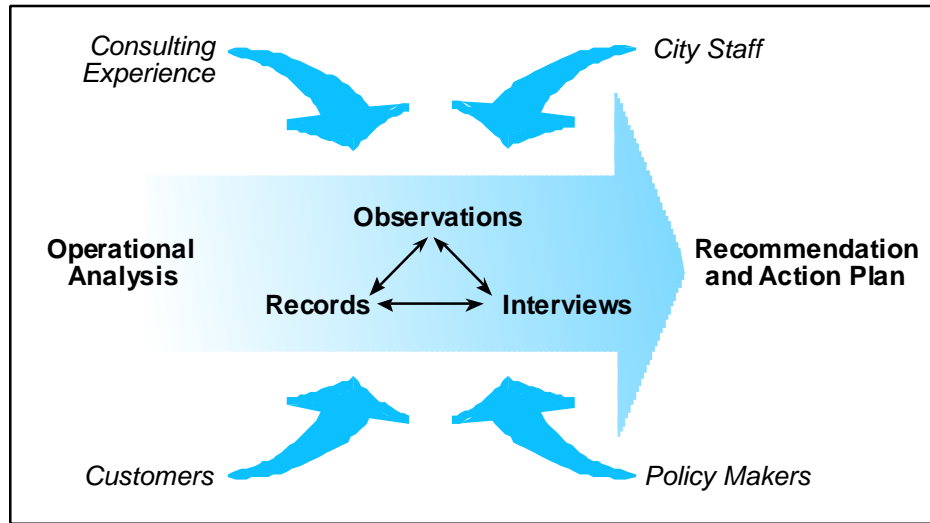 Consulting
Experience
City Staff
Observations
Operational
Analysis
Recommendation
and Action Plan
Records
Interviews
Customers
Policy Makers